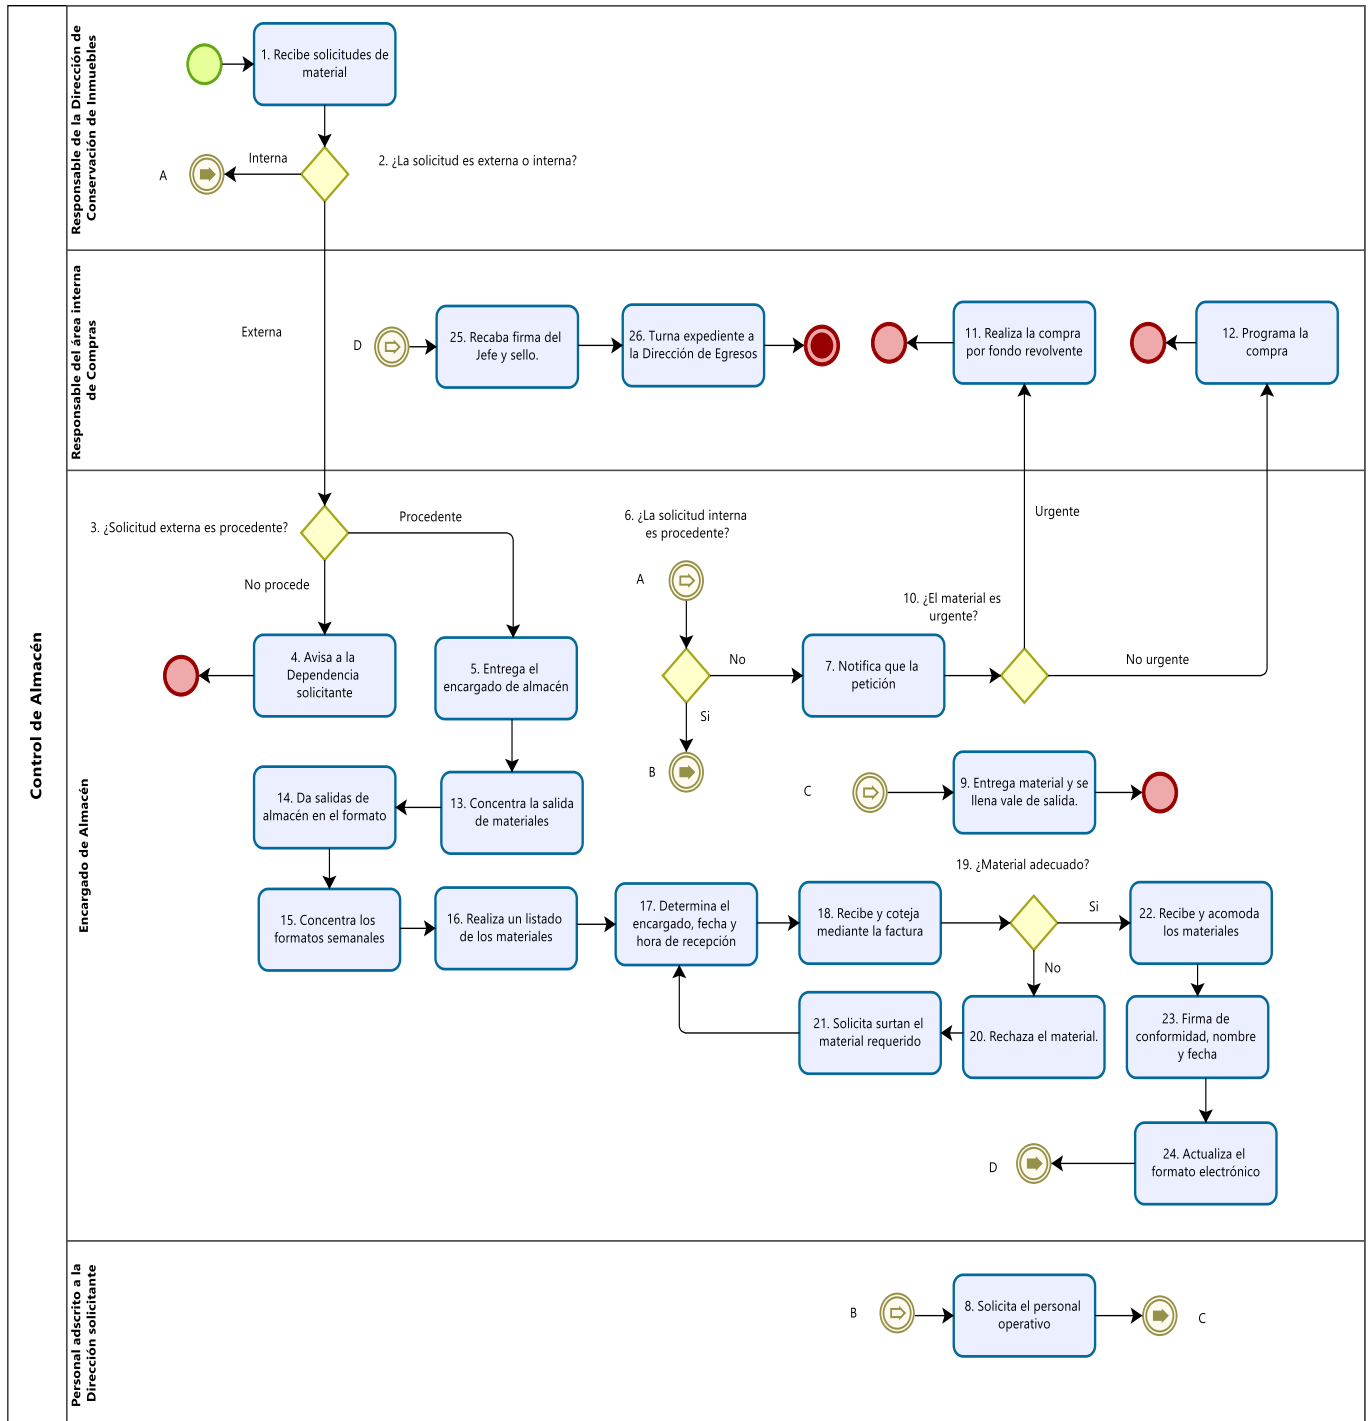 Control de Almacén
Responsable de la Dirección de
Conservación de Inmuebles
1. Recibe solicitudes de
material
Interna
2. ¿La solicitud es externa o interna?
A
Responsable del área interna
de Compras
Externa
D
25. Recaba firma del
Jefe y sello.
26. Turna expediente a
la Dirección de Egresos
11. Realiza la compra
por fondo revolvente
12. Programa la
compra
Encargado de Almacén
3. ¿Solicitud externa es procedente?
Procedente
No procede
4. Avisa a la
Dependencia
solicitante
5. Entrega el
encargado de almacén
6. ¿La solicitud interna
es procedente?
A
No
Si
B
7. Notifica que la
petición
10. ¿El material es
urgente?
Urgente
No urgente
C
9. Entrega material y se
llena vale de salida.
14. Da salidas de
almacén en el formato
13. Concentra la salida
de materiales
15. Concentra los
formatos semanales
16. Realiza un listado
de los materiales
17. Determina el
encargado, fecha y
hora de recepción
18. Recibe y coteja
mediante la factura
19. ¿Material adecuado?
Si
No
22. Recibe y acomoda
los materiales
21. Solicita surtan el
material requerido
20. Rechaza el material.
23. Firma de
conformidad, nombre
y fecha
24. Actualiza el
formato electrónico
D
Personal adscrito a la
Dirección solicitante
B
8. Solicita el personal
operativo
C